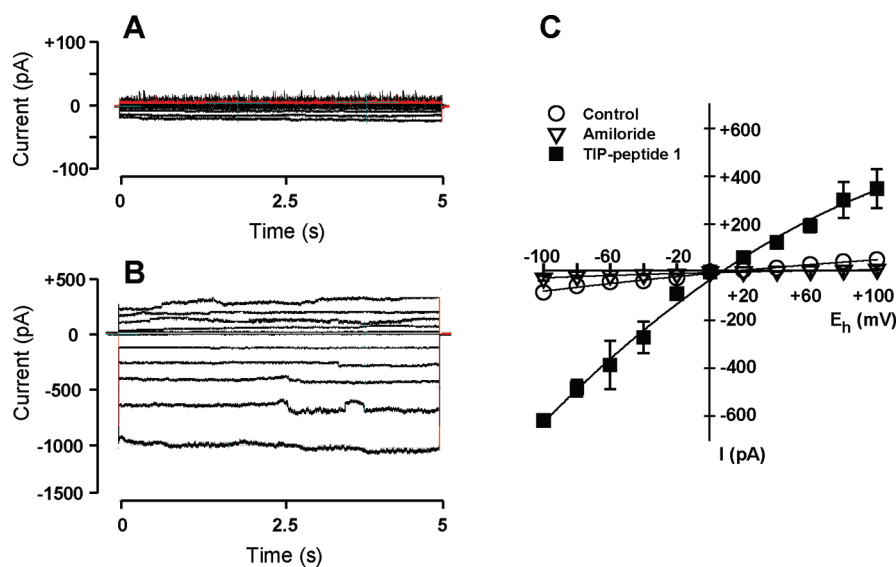 A
Current (pA)
+100
0
-100
0
2.5
5
Time (s)
B
Current (pA)
+500
0
-500
-1000
-1500
0
2.5
5
Time (s)
C
Control
Amiloride
TIP-peptide 1
+600
+400
+200
-100
-60
-20
+20
+60
+100
-200
-400
-600
Eh (mV)
I (pA)